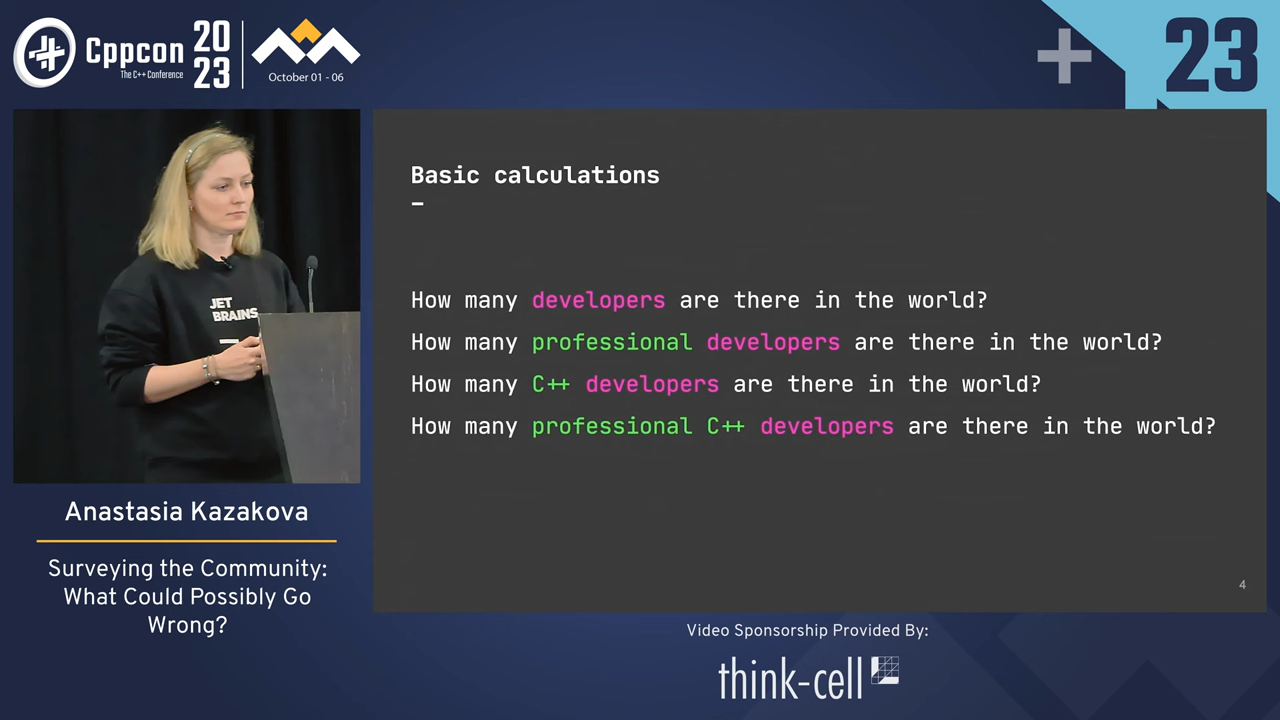 Cppcon
The C++ Conference
20
23
October 01 - 06
23
JET
BRAINS
Basic calculations
How many developers are there in the world?
How many professional developers are there in the world?
How many C++ developers are there in the world?
How many professional C++ developers are there in the world?
4
Anastasia Kazakova
Surveying the Community:
What Could Possibly Go
Wrong?
Video Sponsorship Provided By:
think-cell